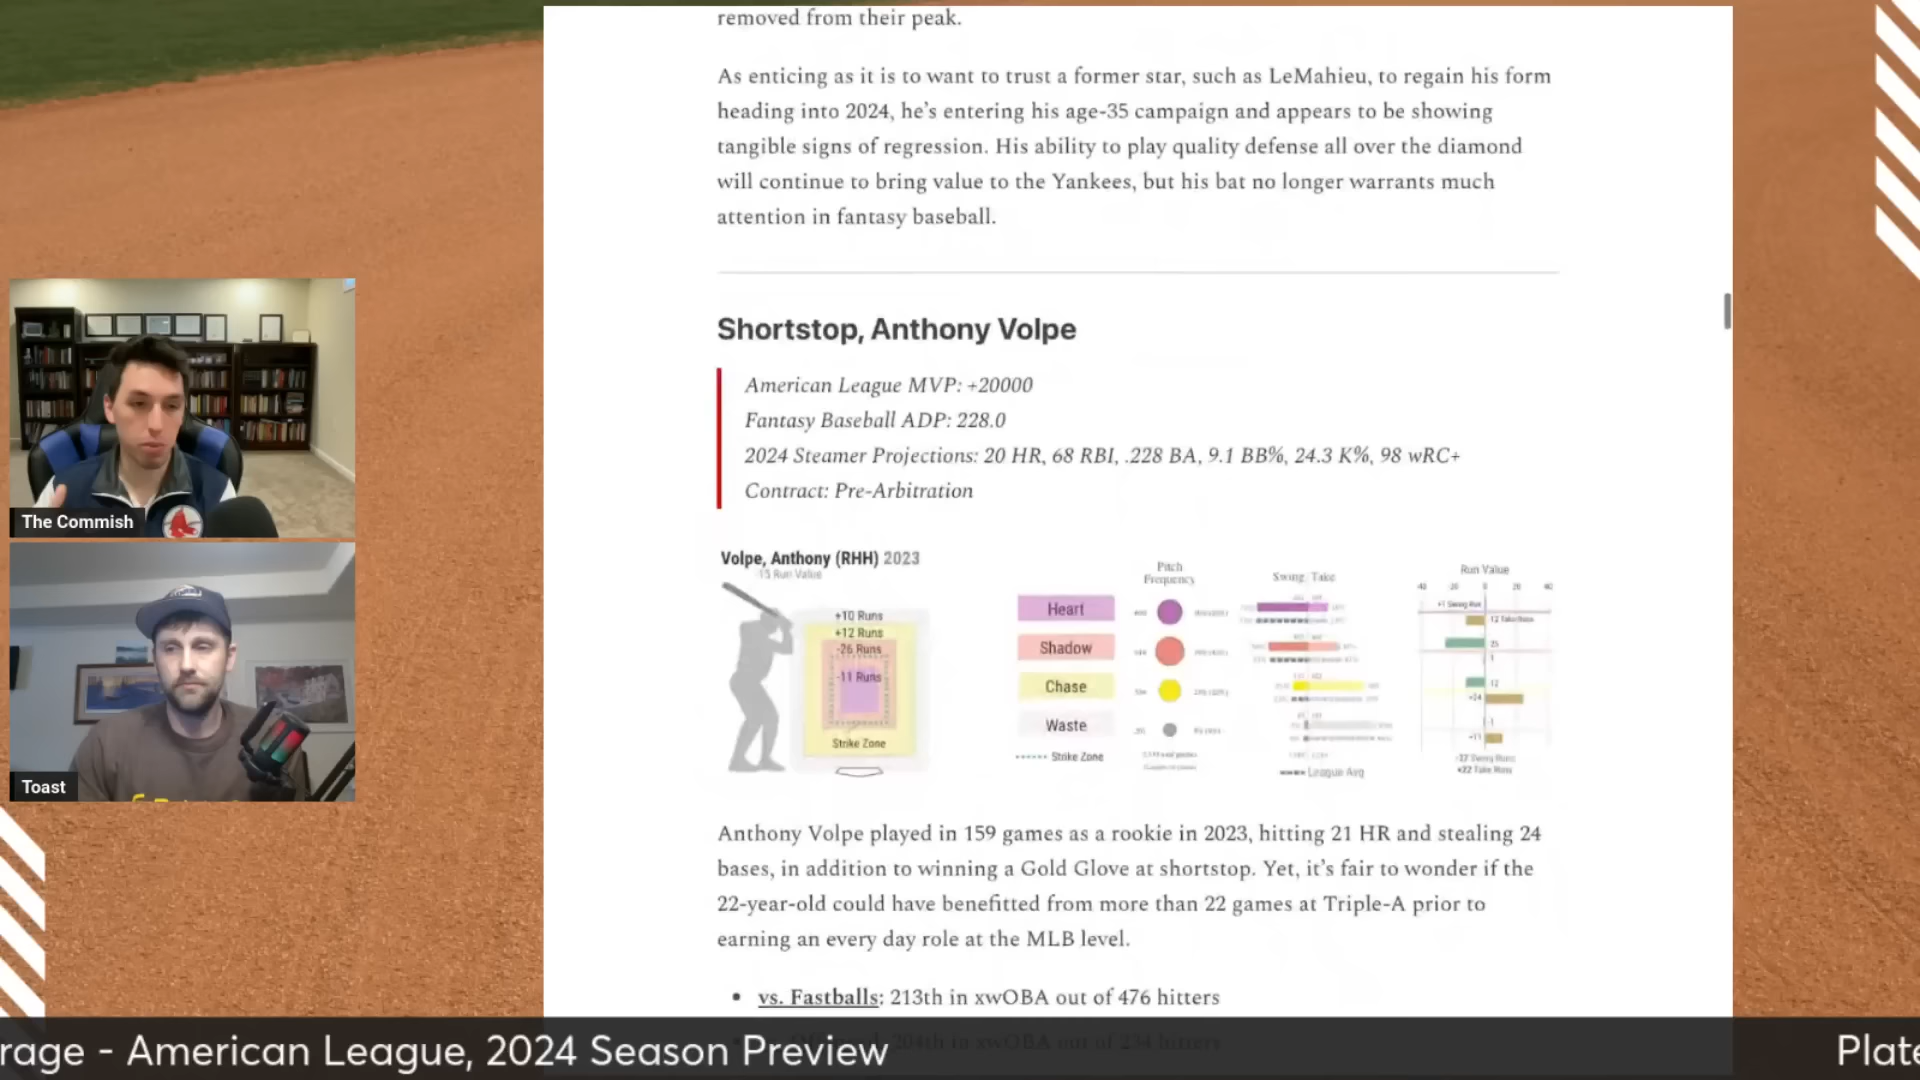 removed from their peak.
As enticing as it is to want to trust a former star, such as LeMahieu, to regain his form
heading into 2024, he's entering his age-35 campaign and appears to be showing
tangible signs of regression. His ability to play quality defense all over the diamond
will continue to bring value to the Yankees, but his bat no longer warrants much
attention in fantasy baseball.
Shortstop, Anthony Volpe
American League MVP: +20000
Fantasy Baseball ADP: 228.0
2024 Steamer Projections: 20 HR, 68 RBI, .228 BA, 9.1 BB%, 24.3 K%, 98 wRC+
Contract: Pre-Arbitration
Volpe, Anthony (RHH) 2023
-15 Run Value
+10 Runs
+12 Runs
-26 Runs
-11 Runs
Strike Zone
Pitch
Frequency
Swing Take
Run Value
Heart
Shadow
Chase
Waste
Strike Zone
League Avg
Anthony Volpe played in 159 games as a rookie in 2023, hitting 21 HR and stealing 24
bases, in addition to winning a Gold Glove at shortstop. Yet, it's fair to wonder if the
22-year-old could have benefitted from more than 22 games at Triple-A prior to
earning an every day role at the MLB level.
• vs. Fastballs: 213th in xwOBA out of 476 hitters
The Commish
Toast
rage - American League, 2024 Season Preview
Plate